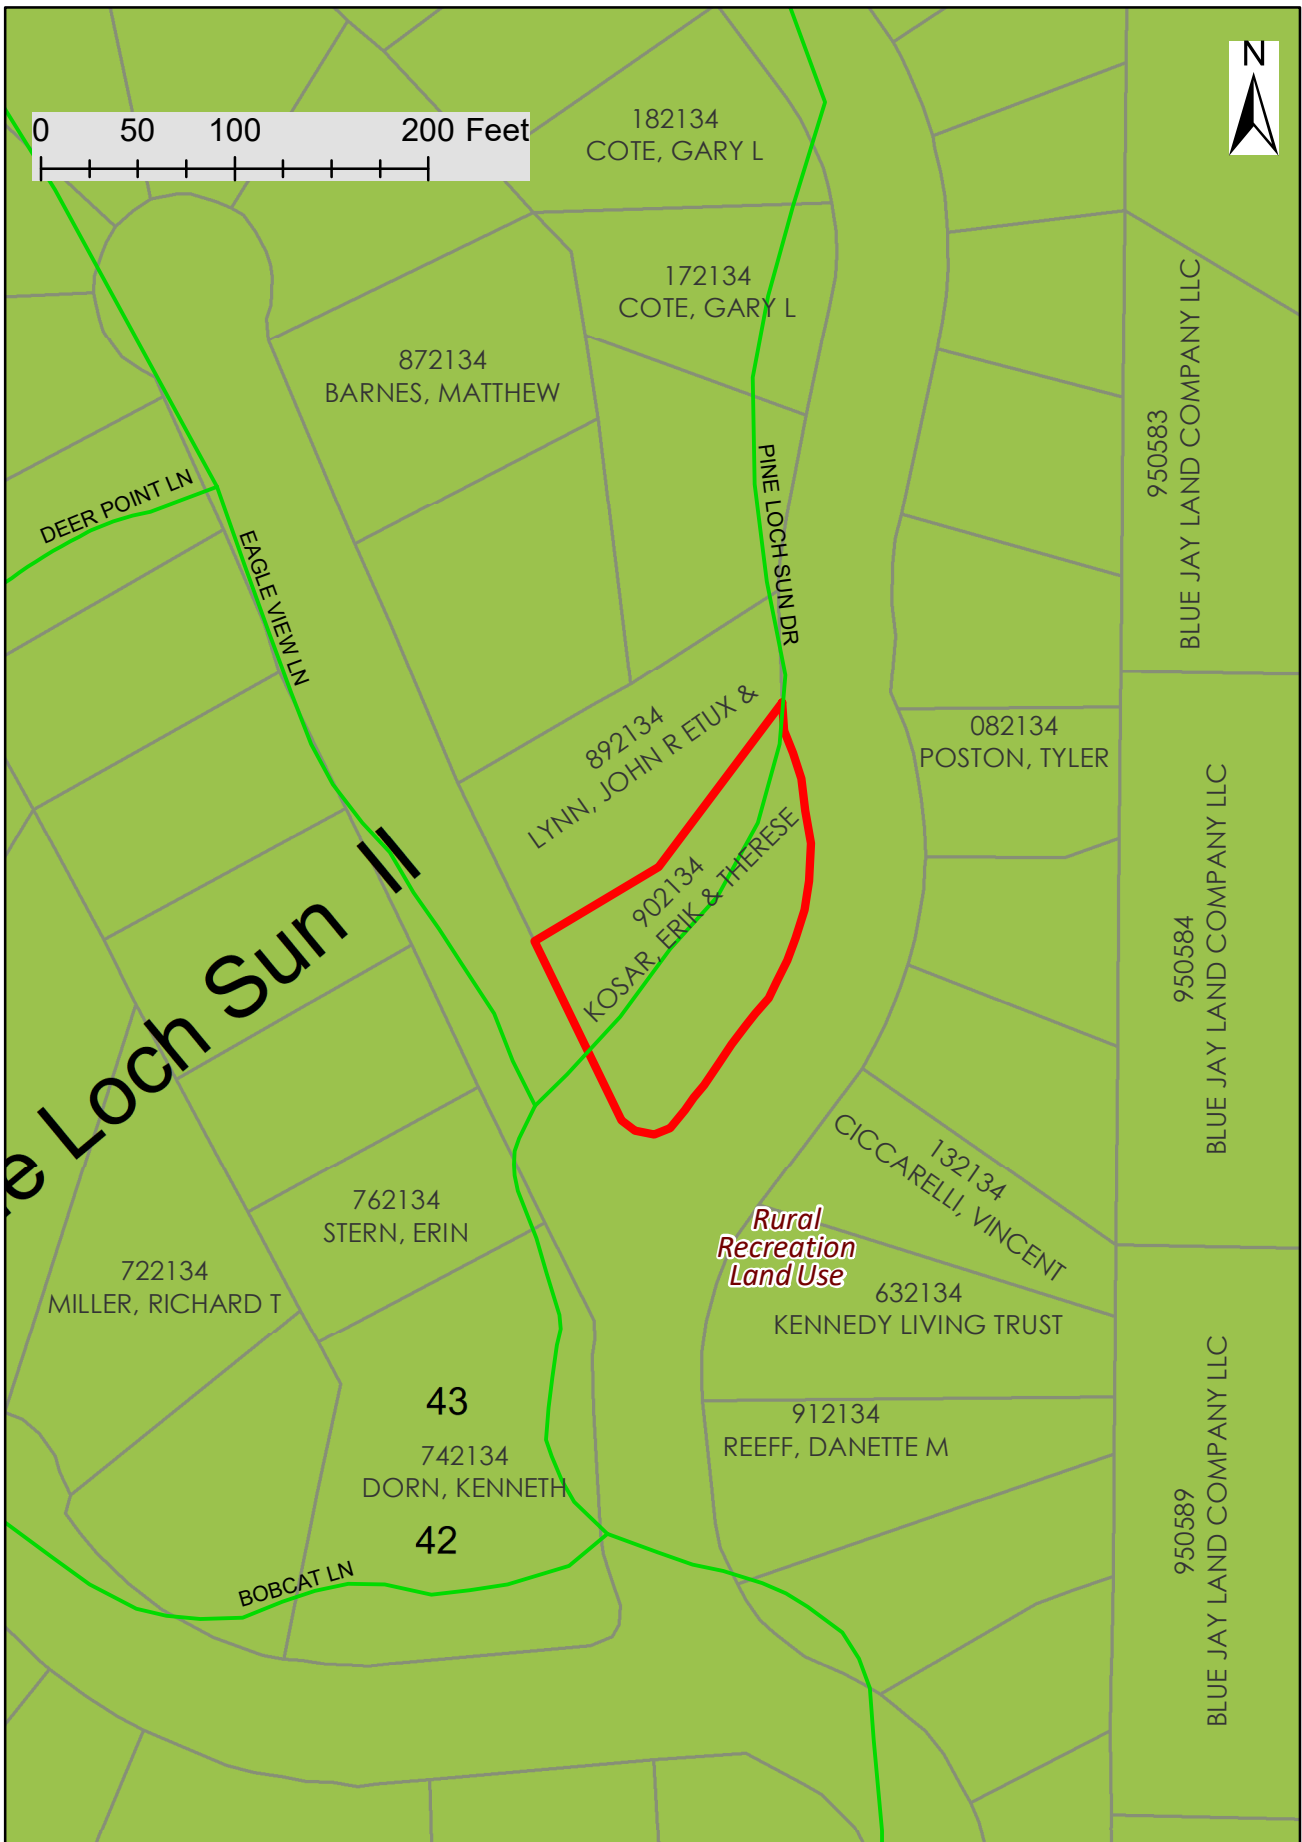 N
0 50 100 200 Feet
182134
COTE, GARY L
172134
COTE, GARY L
872134
BARNES, MATTHEW
950583
BLUE JAY LAND COMPANY LLC
DEER POINT LN
EAGLE VIEW LN
PINE LOCH SUN DR
892134
LYNN, JOHN R ETUX &
082134
POSTON, TYLER
902134
KOSAR, ERIK & THERESE
950584
BLUE JAY LAND COMPANY LLC
e Loch Sun II
132134
CICCARELLI, VINCENT
762134
STERN, ERIN
Rural
Recreation
Land Use
722134
MILLER, RICHARD T
632134
KENNEDY LIVING TRUST
43
912134
REEFF, DANETTE M
742134
DORN, KENNETH
42
950589
BLUE JAY LAND COMPANY LLC
BOBCAT LN